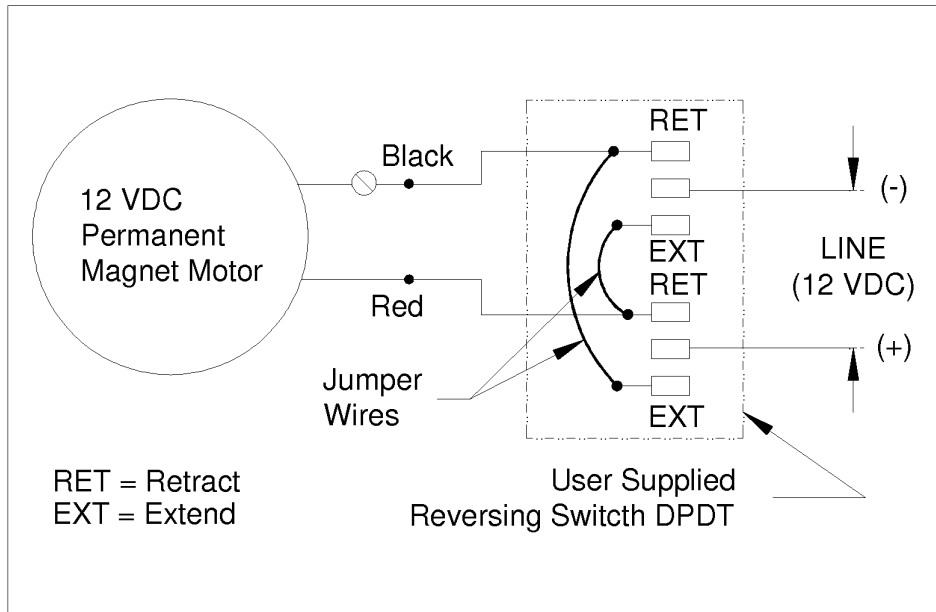 12 VDC
Permanent
Magnet Motor
Black
Red
RET
EXT
RET
EXT
(-)
LINE
(12 VDC)
(+)
Jumper
Wires
RET = Retract
EXT = Extend
User Supplied
Reversing Switcth DPDT